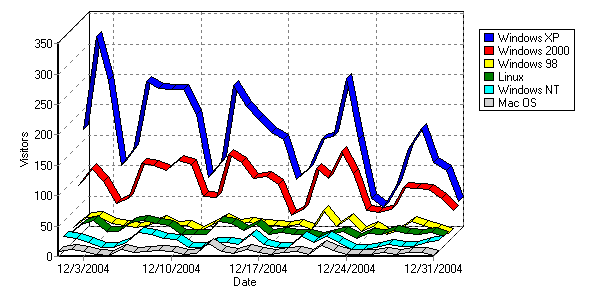 350
300
250
200
150
100
50
0
Visitors
12/3/2004
12/10/2004
12/17/2004
12/24/2004
12/31/2004
Date
Windows XP
Windows 2000
Windows 98
Linux
Windows NT
Mac OS